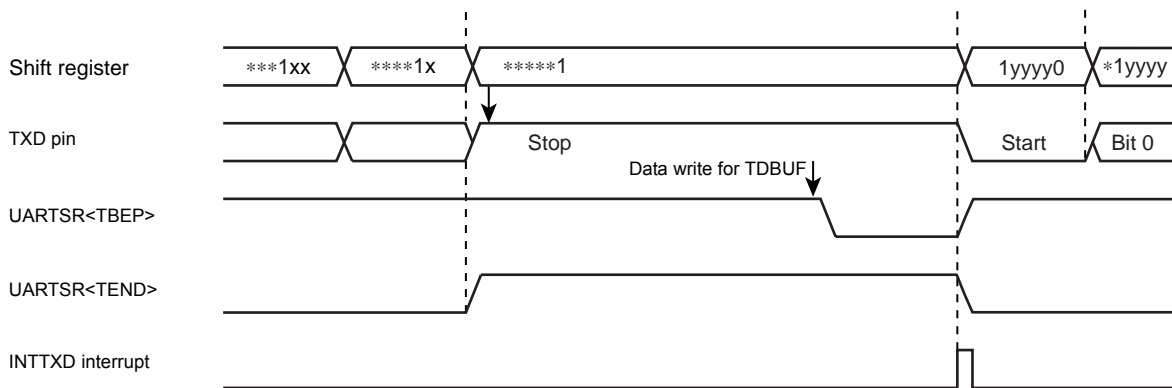 Shift register ***1xx ****1x *****1 1yyyy0 *1yyyy
TXD pin Stop Start Bit 0
Data write for TDBUF
UARTSR<TBEP>
UARTSR<TEND>
INTTXD interrupt